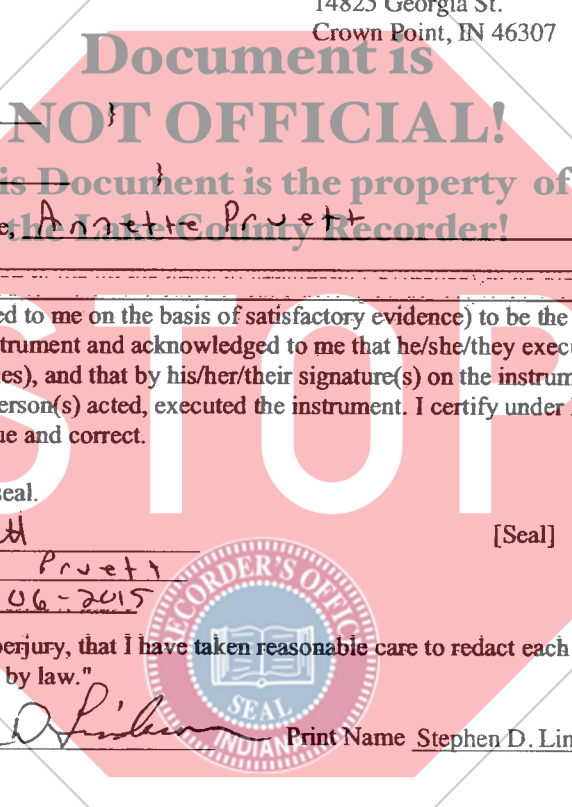 14825 Georgia St.
Crown Point, IN 46307
Document is
NOT OFFICIAL!
}
is Document is the property of
}
the Lake County Recorder!
e, Annette Pruett
ed to me on the basis of satisfactory evidence) to be the
trument and acknowledged to me that he/she/they execu
es), and that by his/her/their signature(s) on the instrum
erson(s) acted, executed the instrument. I certify under
ue and correct.
STOP
seal.
tt
[Seal]
Pruett
06-2015
RECORDER'S OFFIC
perjury, that I have taken reasonable care to redact each
by law."
SEAL
INDIANA
D
Print Name Stephen D. Lin